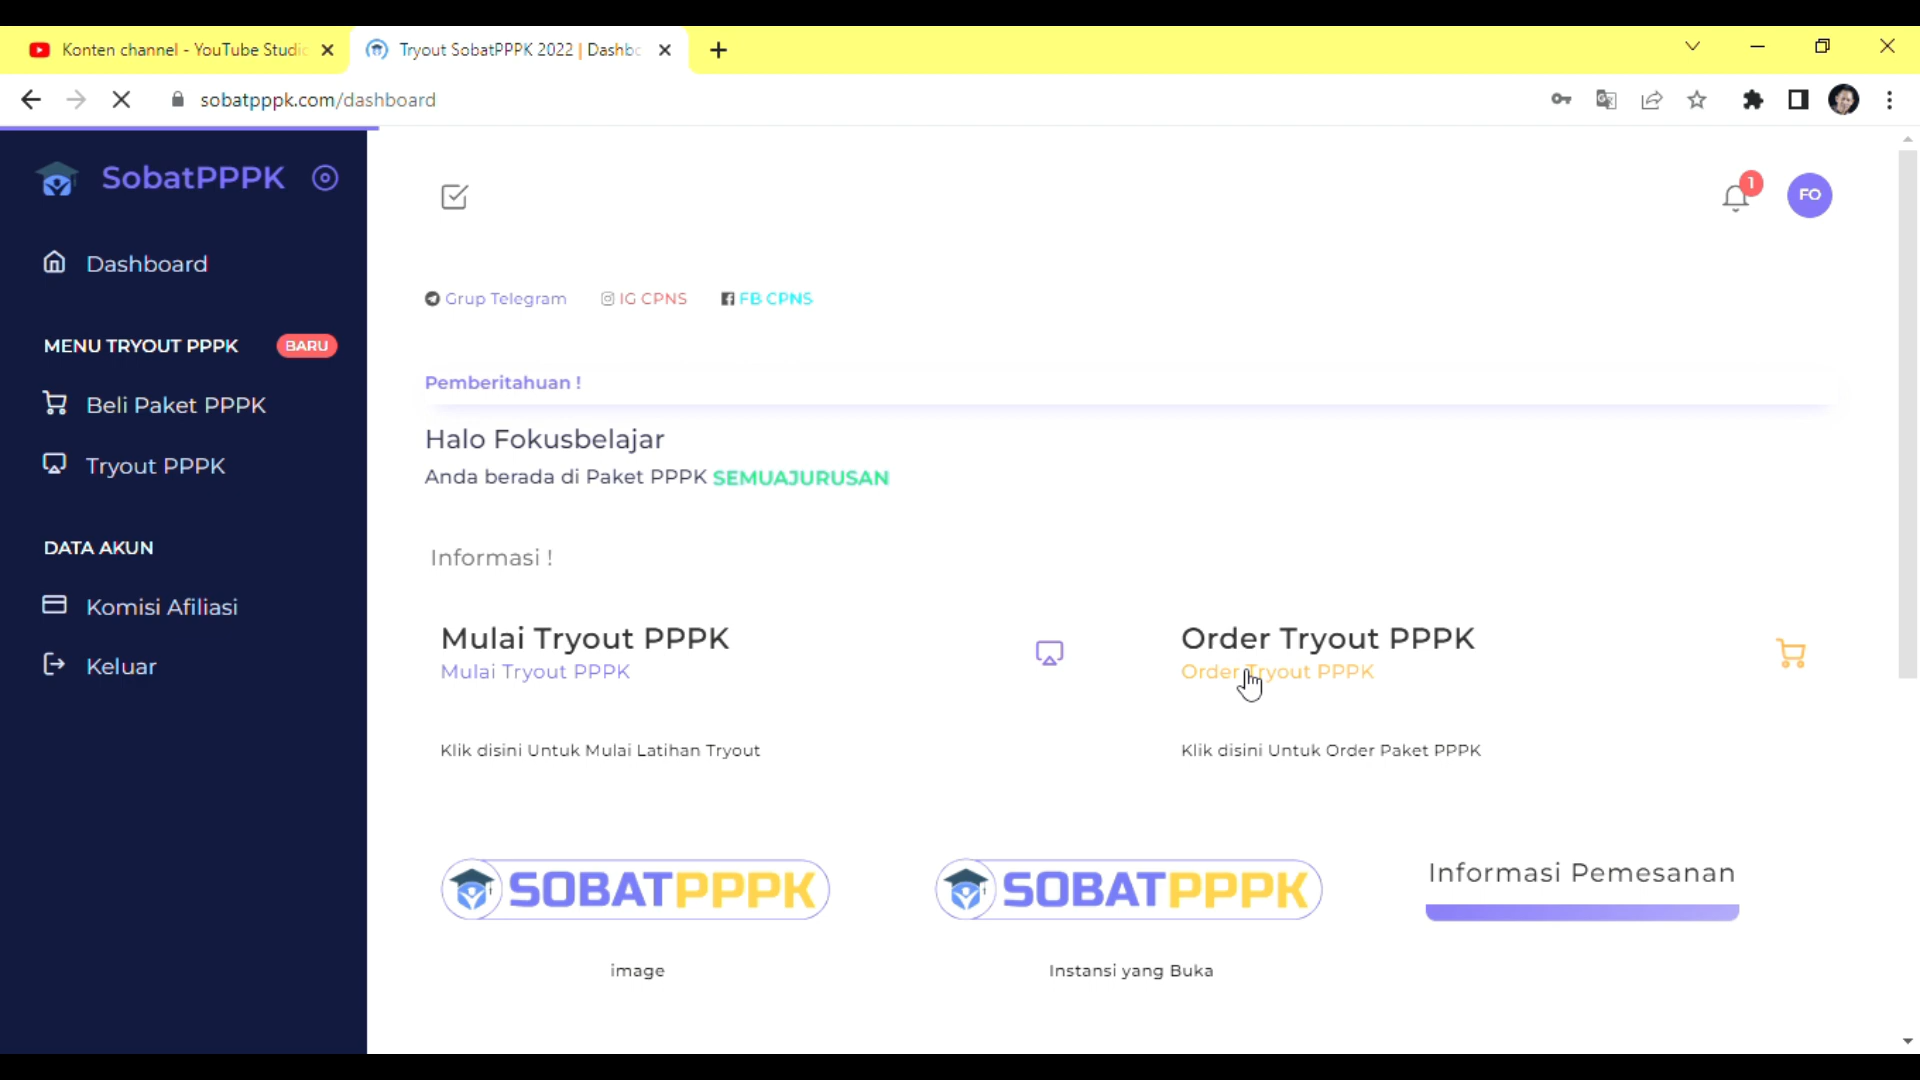 Konten channel - YouTube Studio
Tryout SobatPPPK 2022 | Dashbo
sobatpppk.com/dashboard
SobatPPPK
1
FO
Dashboard
Grup Telegram
IG CPNS
FB CPNS
MENU TRYOUT PPPK
BARU
Pemberitahuan !
Beli Paket PPPK
Halo Fokusbelajar
Tryout PPPK
Anda berada di Paket PPPK SEMUAJURUSAN
DATA AKUN
Informasi !
Komisi Afiliasi
Keluar
Mulai Tryout PPPK
Mulai Tryout PPPK
Klik disini Untuk Mulai Latihan Tryout
Order Tryout PPPK
Order Tryout PPPK
Klik disini Untuk Order Paket PPPK
SOBATPPPK
image
SOBATPPPK
Instansi yang Buka
Informasi Pemesanan